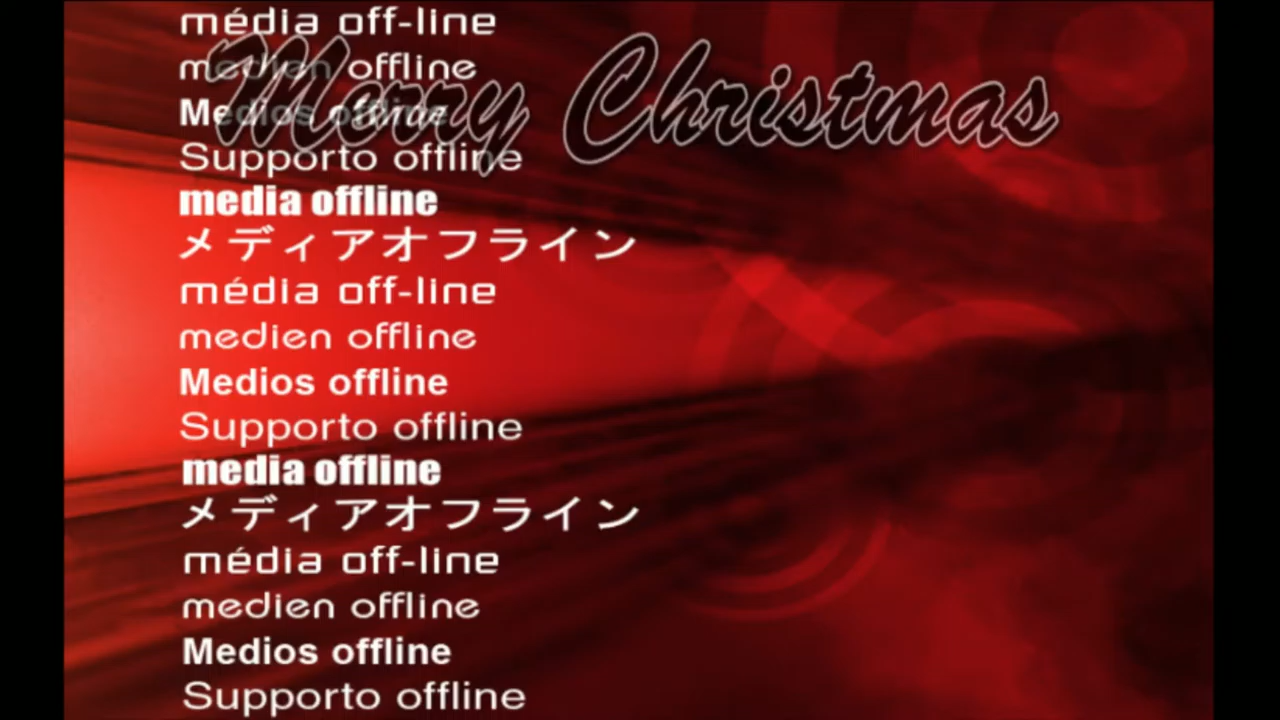 média off-line
Merry Christmas
medien offline
Medios offline
Supporto offline
media offline
メディアオフライン
média off-line
medien offline
Medios offline
Supporto offline
media offline
メディアオフライン
média off-line
medien offline
Medios offline
Supporto offline